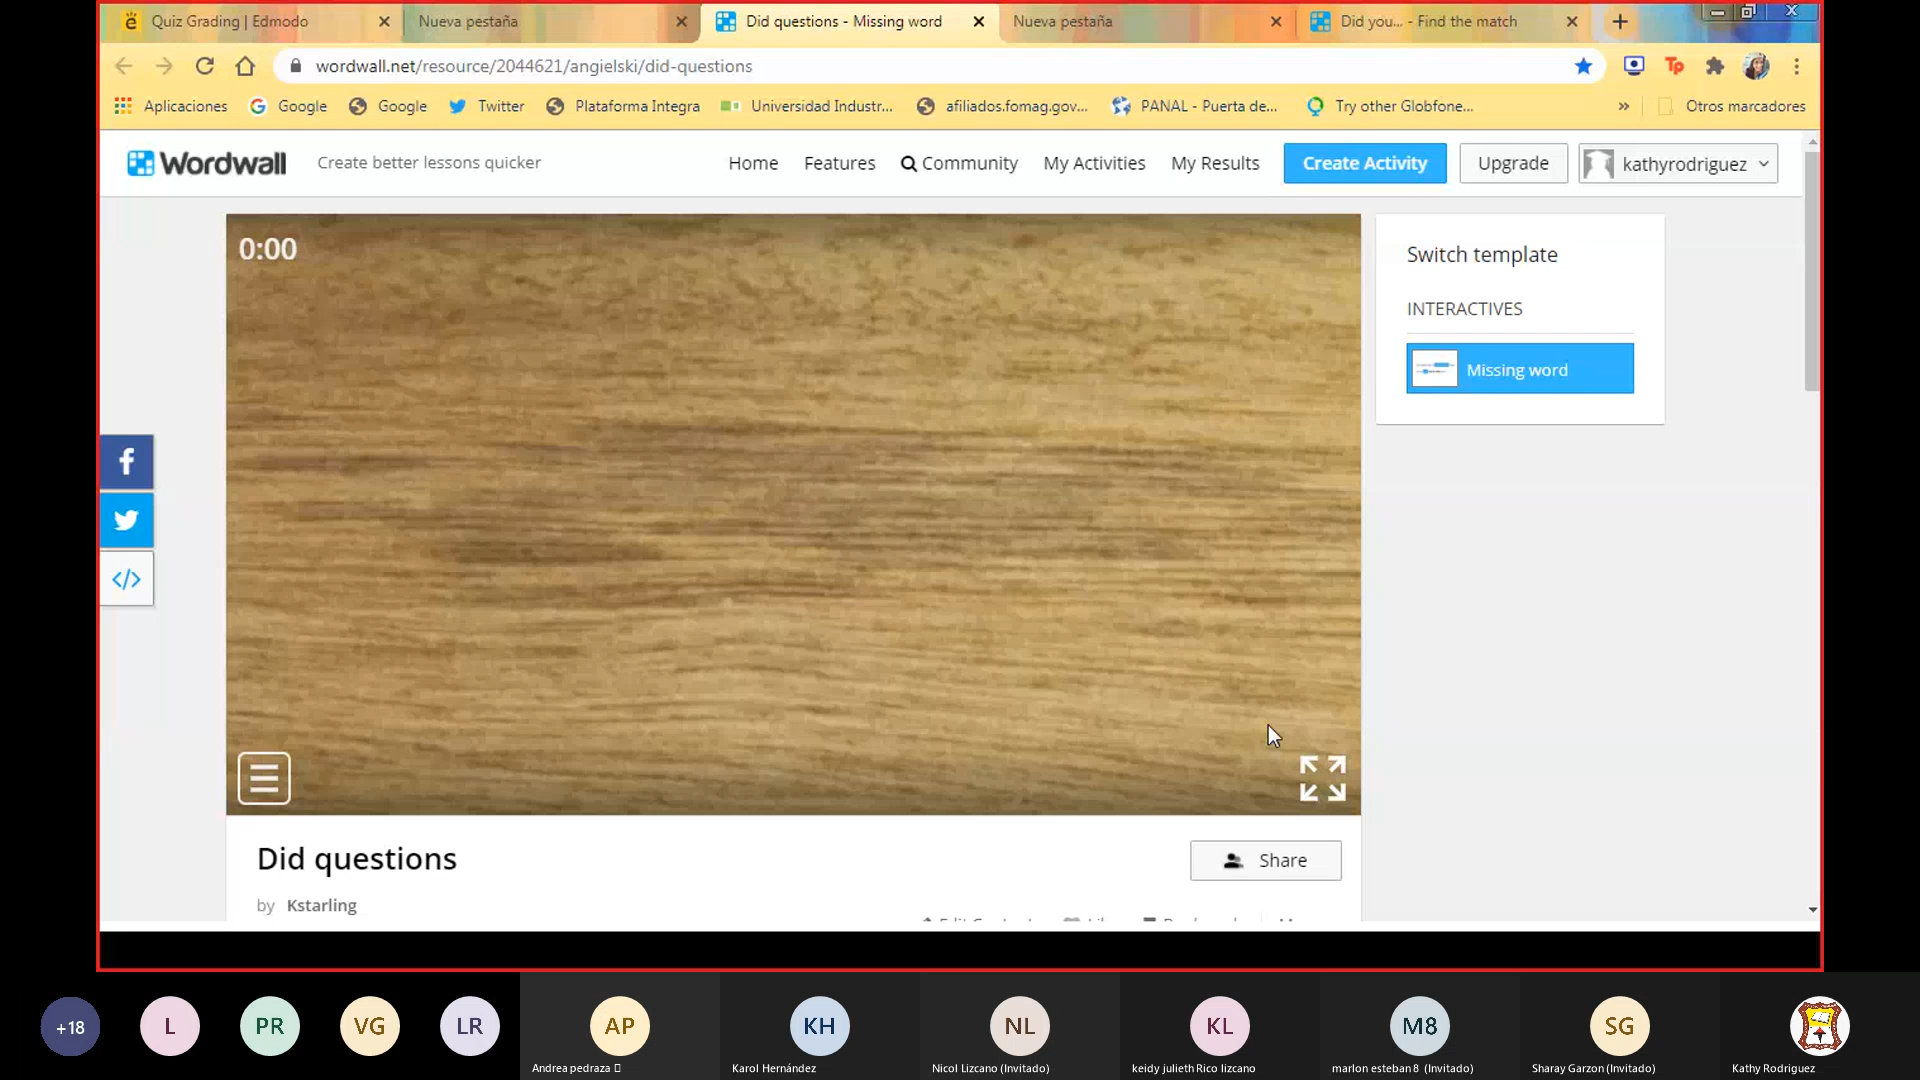 Quiz Grading | Edmodo
Nueva pestaña
Did questions - Missing word
Nueva pestaña
Did you... - Find the match
wordwall.net/resource/2044621/angielski/did-questions
Tp
Aplicaciones
Google
Google
Twitter
Plataforma Integra
Universidad Industr...
afiliados.fomag.gov...
PANAL - Puerta de...
Try other Globfone...
»
Otros marcadores
Wordwall
Create better lessons quicker
Home
Features
Community
My Activities
My Results
Create Activity
Upgrade
kathyrodriguez
0:00
Switch template
INTERACTIVES
Missing word
Did questions
Share
by Kstarling
+18
L
PR
VG
LR
AP
KH
NL
KL
M8
SG
Andrea pedraza
Karol Hernández
Nicol Lizcano (Invitado)
keidy julieth Rico lizcano
marlon esteban 8 (Invitado)
Sharay Garzon (Invitado)
Kathy Rodriguez